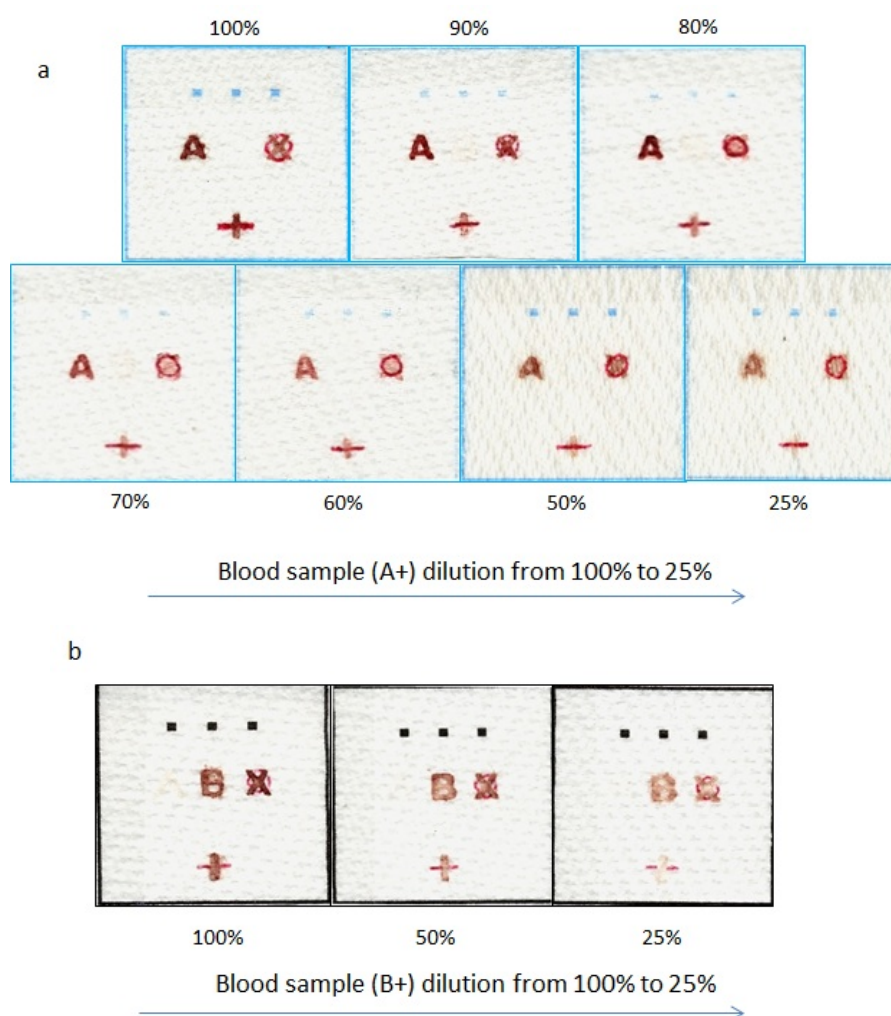 100% 90% 80%
a
A
A
A
A
A
A
A
70% 60% 50% 25%
Blood sample (A+) dilution from 100% to 25%
b
A B X
B
B
100% 50% 25%
Blood sample (B+) dilution from 100% to 25%